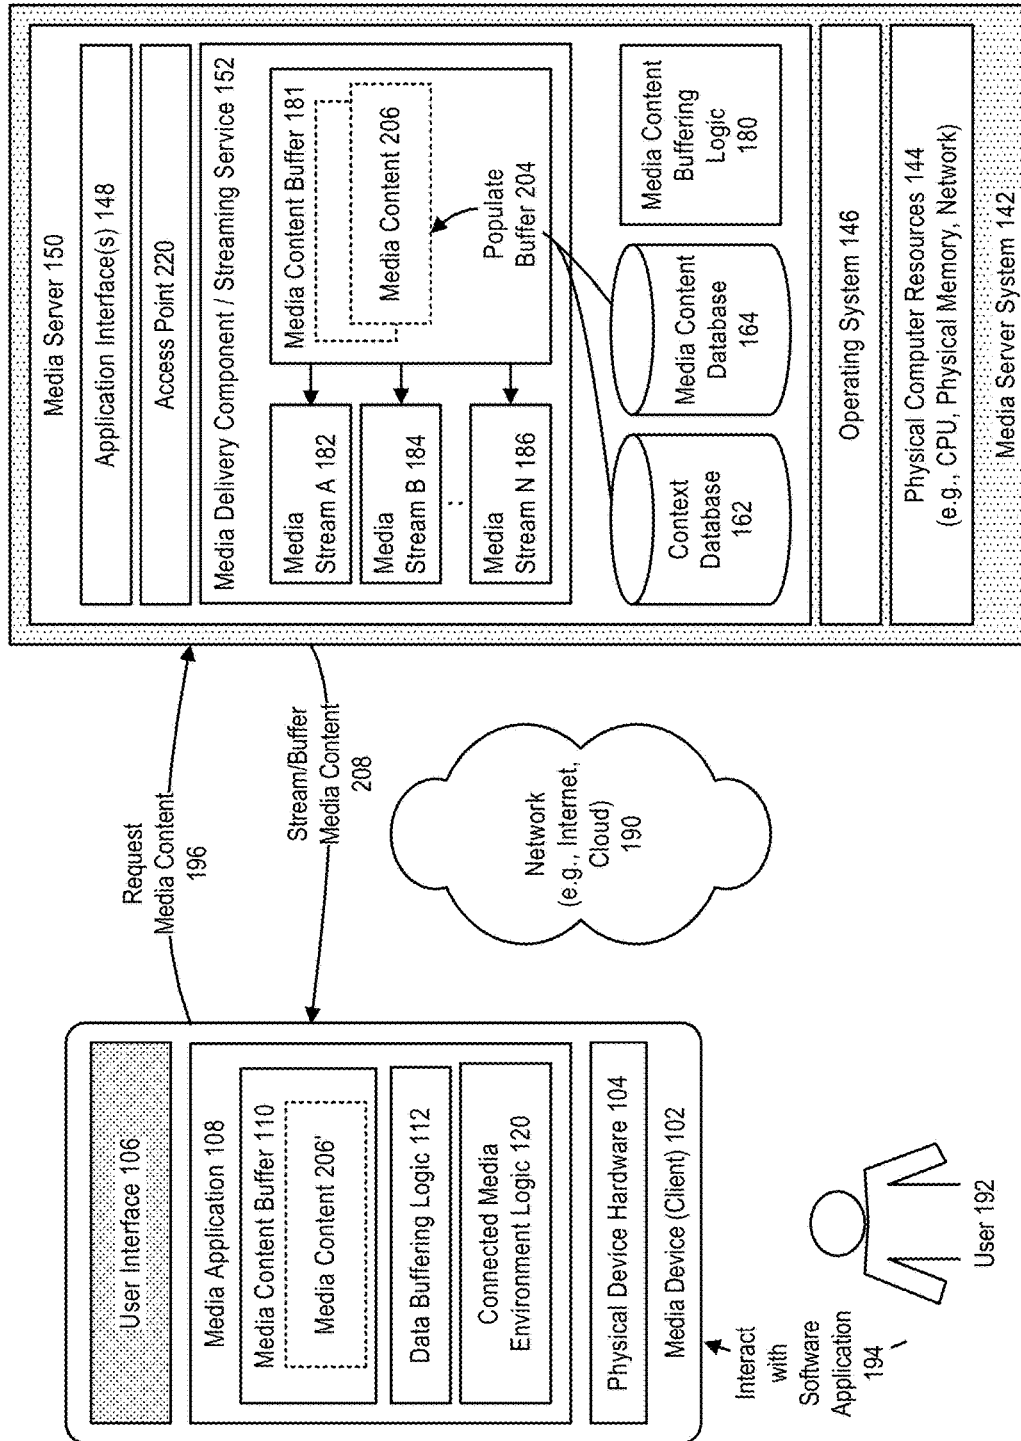 User Interface 106
Media Application 108
Media Content Buffer 110
Media Content 206'
Data Buffering Logic 112
Connected Media
Environment Logic 120
Physical Device Hardware 104
Media Device (Client) 102
Interact
with
Software
Application
194
User 192
Request
Media Content
196
Stream/Buffer
Media Content
208
Network
(e.g., Internet,
Cloud)
190
Media Server 150
Application Interface(s) 148
Access Point 220
Media Delivery Component / Streaming Service 152
Media
Stream A 182
Media
Stream B 184
:
Media
Stream N 186
Media Content Buffer 181
Media Content 206
Populate
Buffer 204
Context
Database
162
Media Content
Database
164
Media Content
Buffering
Logic
180
Operating System 146
Physical Computer Resources 144
(e.g., CPU, Physical Memory, Network)
Media Server System 142